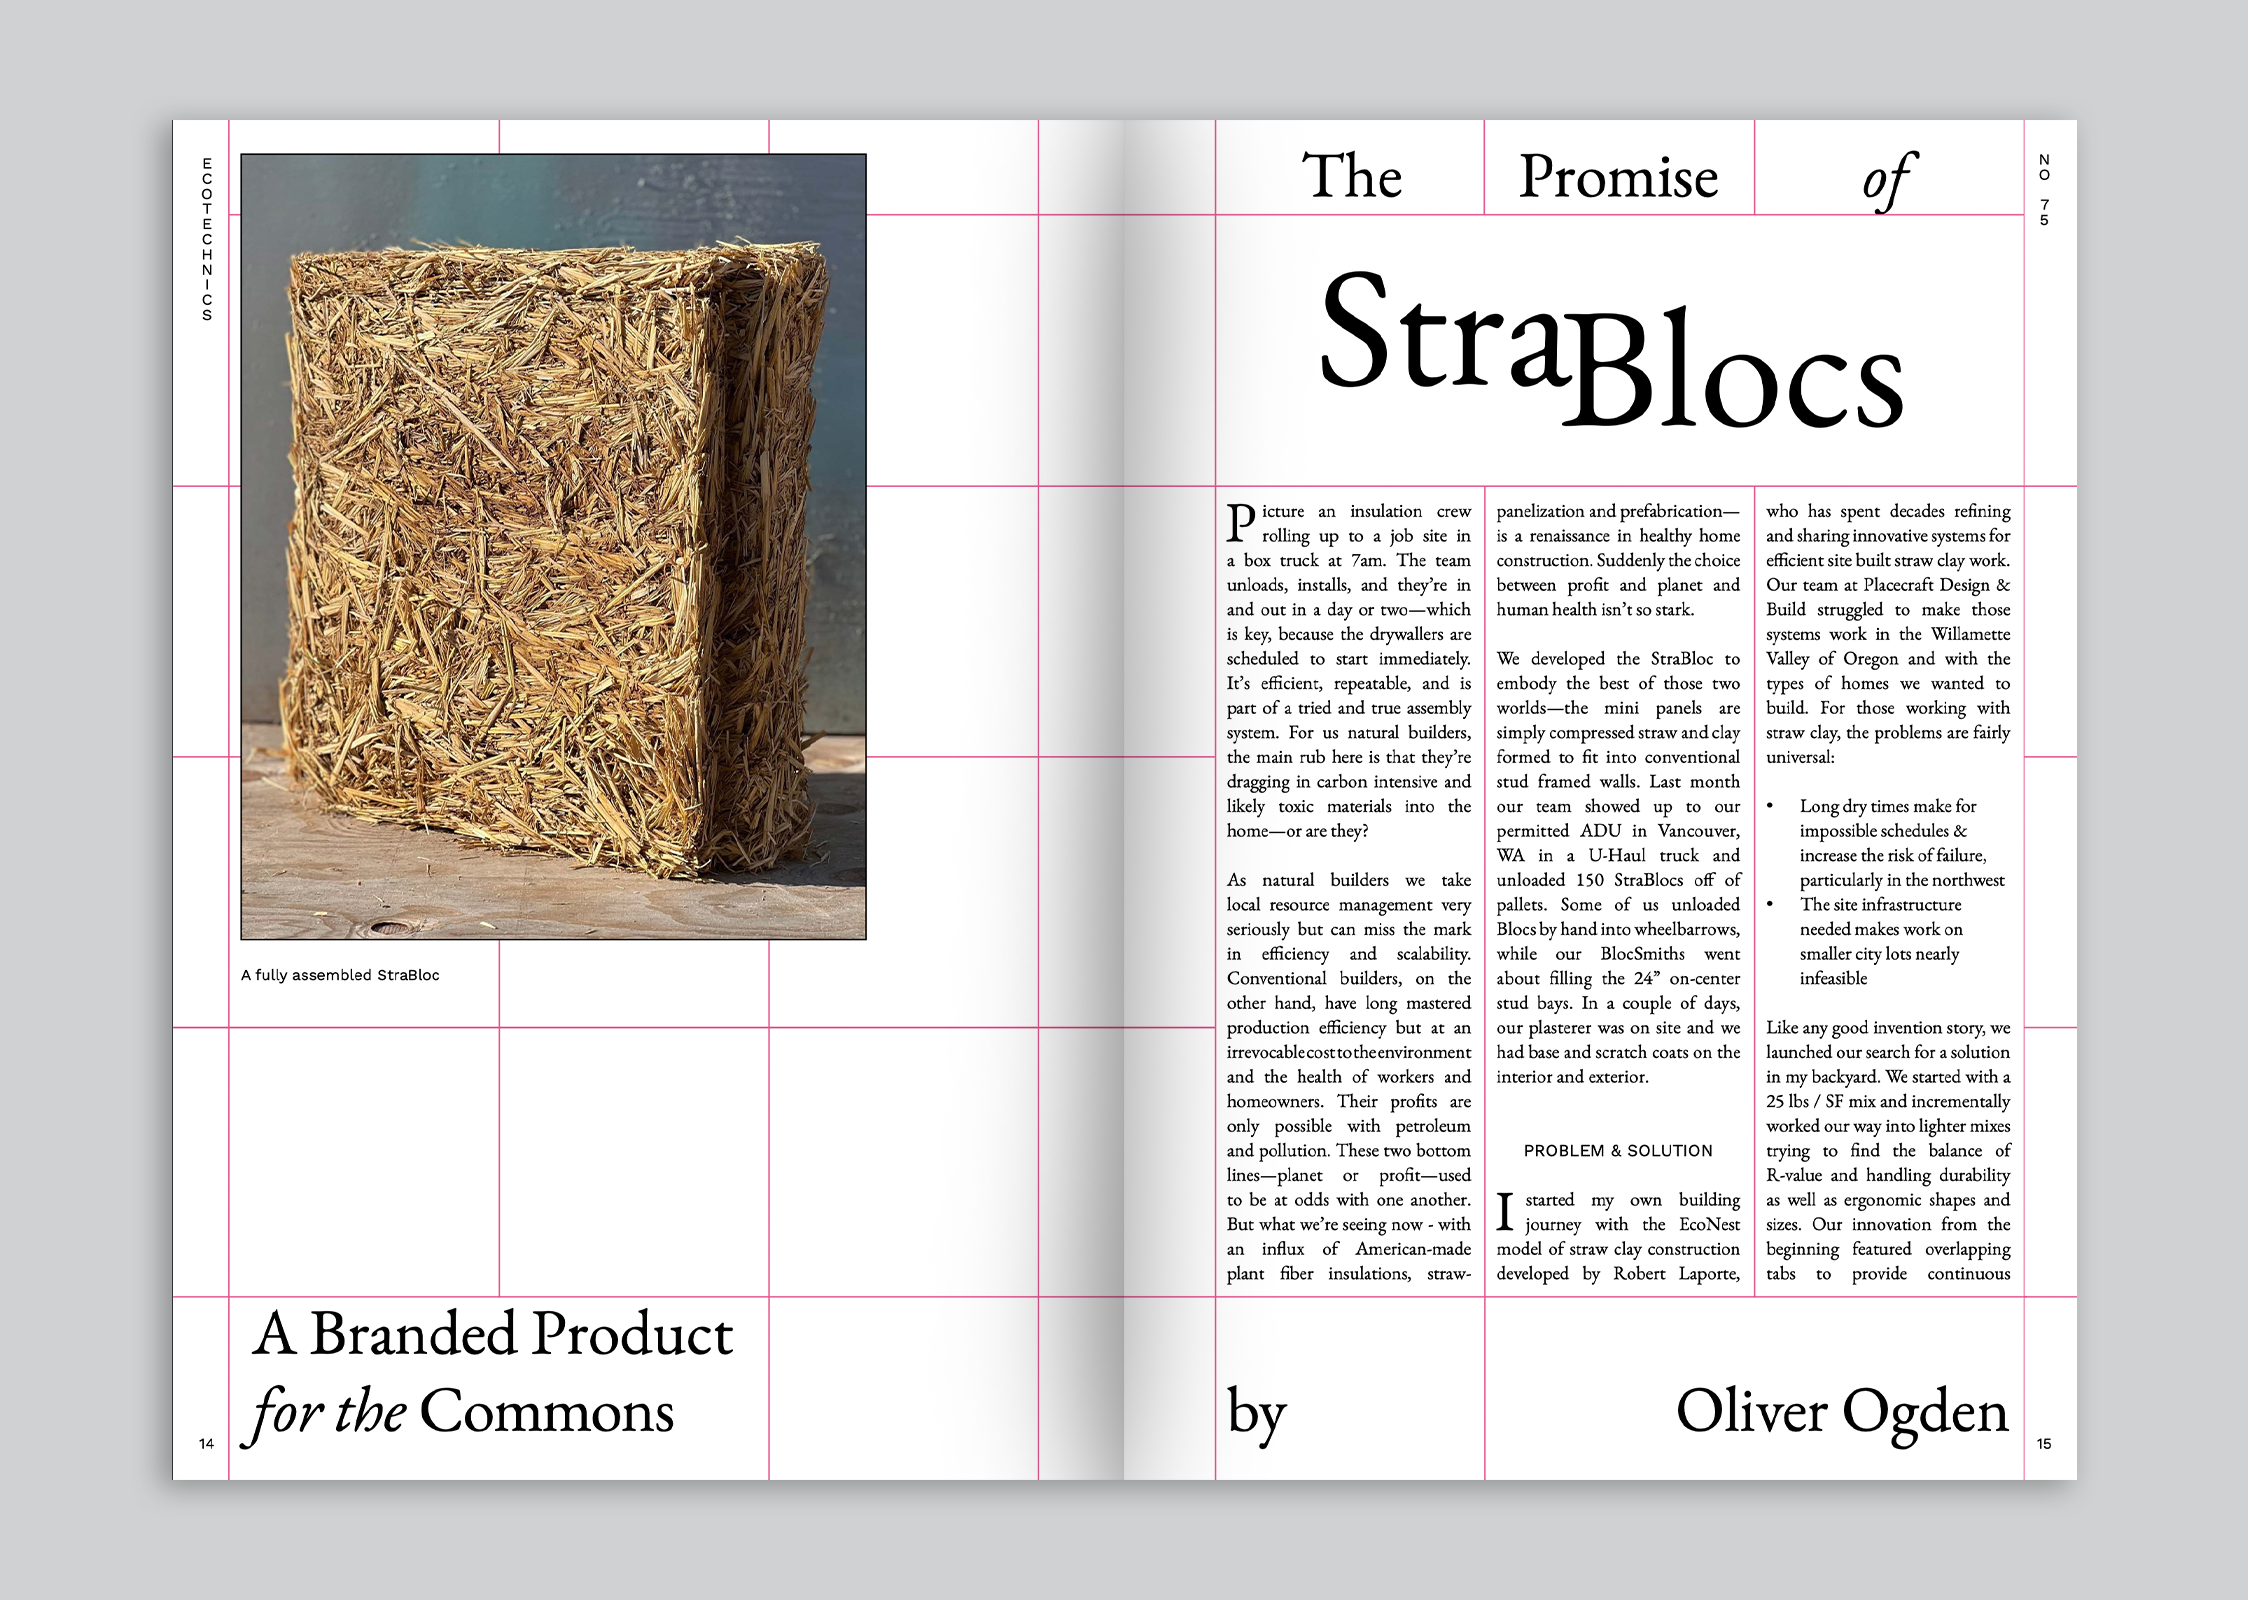 ECOTECHNICS
A fully assembled StraBloc
A Branded Product
for the Commons
14
The Promise of
StraBlocs
NO 75
Picture an insulation crew
rolling up to a job site in
a box truck at 7am. The team
unloads, installs, and they’re in
and out in a day or two—which
is key, because the drywallers are
scheduled to start immediately.
It’s efficient, repeatable, and is
part of a tried and true assembly
system. For us natural builders,
the main rub here is that they’re
dragging in carbon intensive and
likely toxic materials into the
home—or are they?
As natural builders we take
local resource management very
seriously but can miss the mark
in efficiency and scalability.
Conventional builders, on the
other hand, have long mastered
production efficiency but at an
irrevocable cost to the environment
and the health of workers and
homeowners. Their profits are
only possible with petroleum
and pollution. These two bottom
lines—planet or profit—used
to be at odds with one another.
But what we’re seeing now - with
an influx of American-made
plant fiber insulations, straw-
panelization and prefabrication—
is a renaissance in healthy home
construction. Suddenly the choice
between profit and planet and
human health isn’t so stark.
We developed the StraBloc to
embody the best of those two
worlds—the mini panels are
simply compressed straw and clay
formed to fit into conventional
stud framed walls. Last month
our team showed up to our
permitted ADU in Vancouver,
WA in a U-Haul truck and
unloaded 150 StraBlocs off of
pallets. Some of us unloaded
Blocs by hand into wheelbarrows,
while our BlocSmiths went
about filling the 24” on-center
stud bays. In a couple of days,
our plasterer was on site and we
had base and scratch coats on the
interior and exterior.
PROBLEM & SOLUTION
I started my own building
journey with the EcoNest
model of straw clay construction
developed by Robert Laporte,
who has spent decades refining
and sharing innovative systems for
efficient site built straw clay work.
Our team at Placecraft Design &
Build struggled to make those
systems work in the Willamette
Valley of Oregon and with the
types of homes we wanted to
build. For those working with
straw clay, the problems are fairly
universal:
• Long dry times make for
impossible schedules &
increase the risk of failure,
particularly in the northwest
• The site infrastructure
needed makes work on
smaller city lots nearly
infeasible
Like any good invention story, we
launched our search for a solution
in my backyard. We started with a
25 lbs / SF mix and incrementally
worked our way into lighter mixes
trying to find the balance of
R-value and handling durability
as well as ergonomic shapes and
sizes. Our innovation from the
beginning featured overlapping
tabs to provide continuous
by Oliver Ogden
15